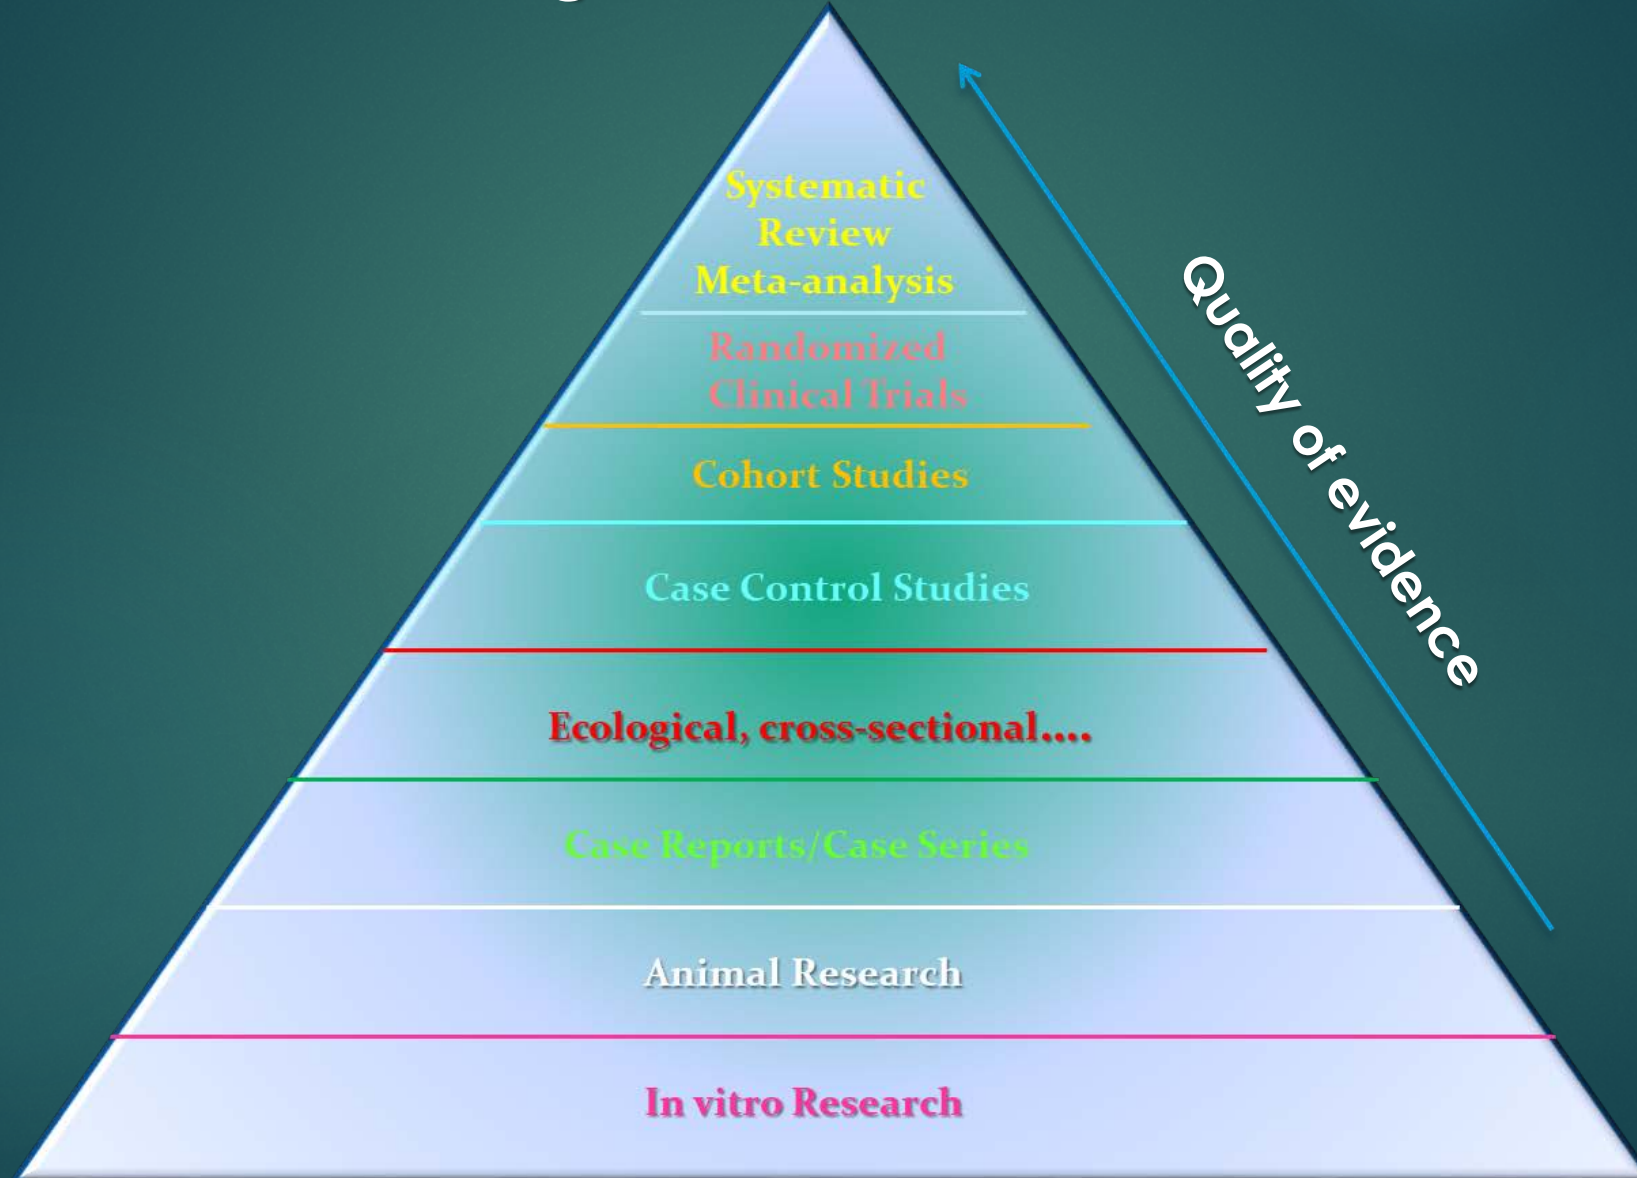 Systematic
Review
Meta-analysis
Randomized
Clinical Trials
Cohort Studies
Case Control Studies
Ecological, cross-sectional....
Case Reports/Case Series
Animal Research
In vitro Research
Quality of evidence